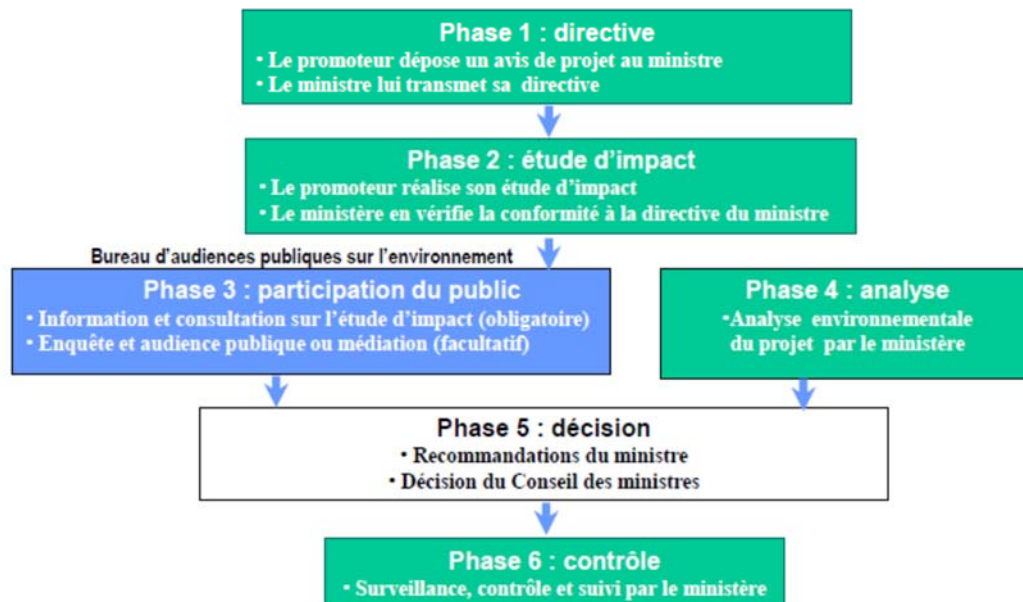 Phase 1 : directive
• Le promoteur dépose un avis de projet au ministre
• Le ministre lui transmet sa directive
Phase 2 : étude d'impact
• Le promoteur réalise son étude d'impact
• Le ministère en vérifie la conformité à la directive du ministre
Bureau d'audiences publiques sur l'environnement
Phase 3 : participation du public
• Information et consultation sur l'étude d'impact (obligatoire)
• Enquête et audience publique ou médiation (facultatif)
Phase 4 : analyse
• Analyse environnementale
du projet par le ministère
Phase 5 : décision
• Recommandations du ministre
• Décision du Conseil des ministres
Phase 6 : contrôle
• Surveillance, contrôle et suivi par le ministère